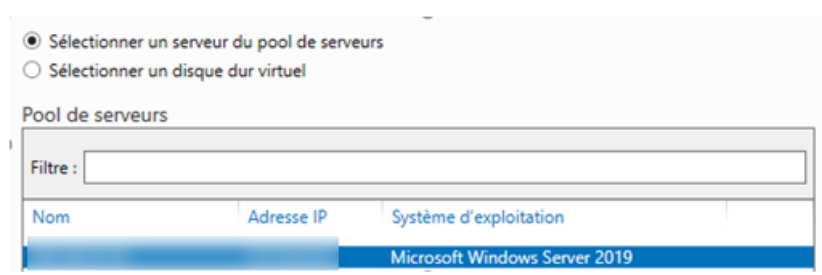 Sélectionner un serveur du pool de serveurs
Sélectionner un disque dur virtuel
Pool de serveurs
Filtre :
Nom Adresse IP Système d'exploitation
Microsoft Windows Server 2019